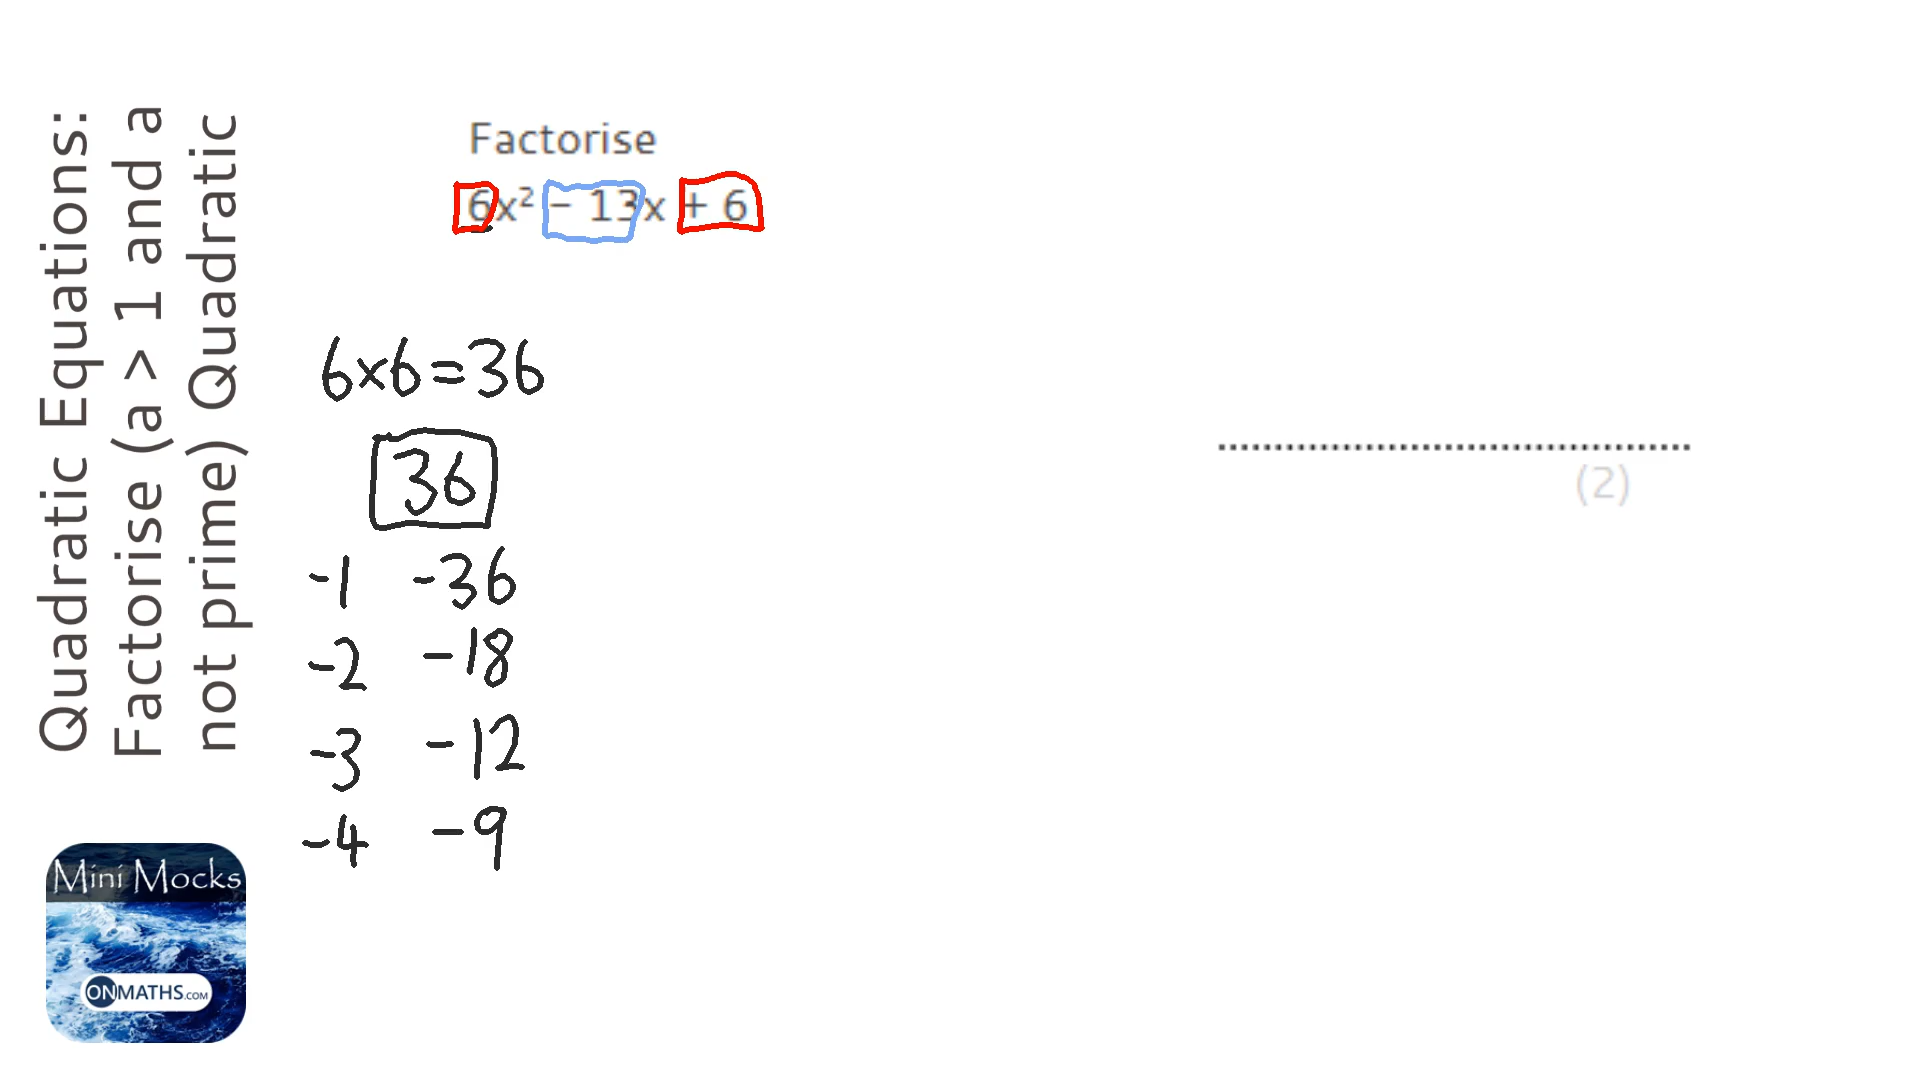 Quadratic Equations:
Factorise (a > 1 and a
not prime) Quadratic
Factorise
6x² − 13x + 6
6×6=36
36
-1 -36
-2 -18
-3 -12
-4 -9
(2)
Mini Mocks
ONMATHS.COM